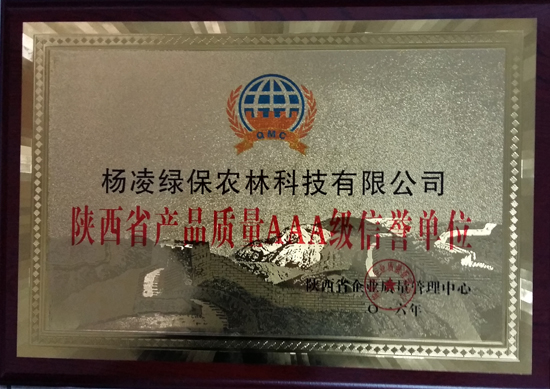 QMC
杨凌绿保农林科技有限公司
陕西省产品质量AAA级信誉单位
陕西省企业质量管理中心
六年